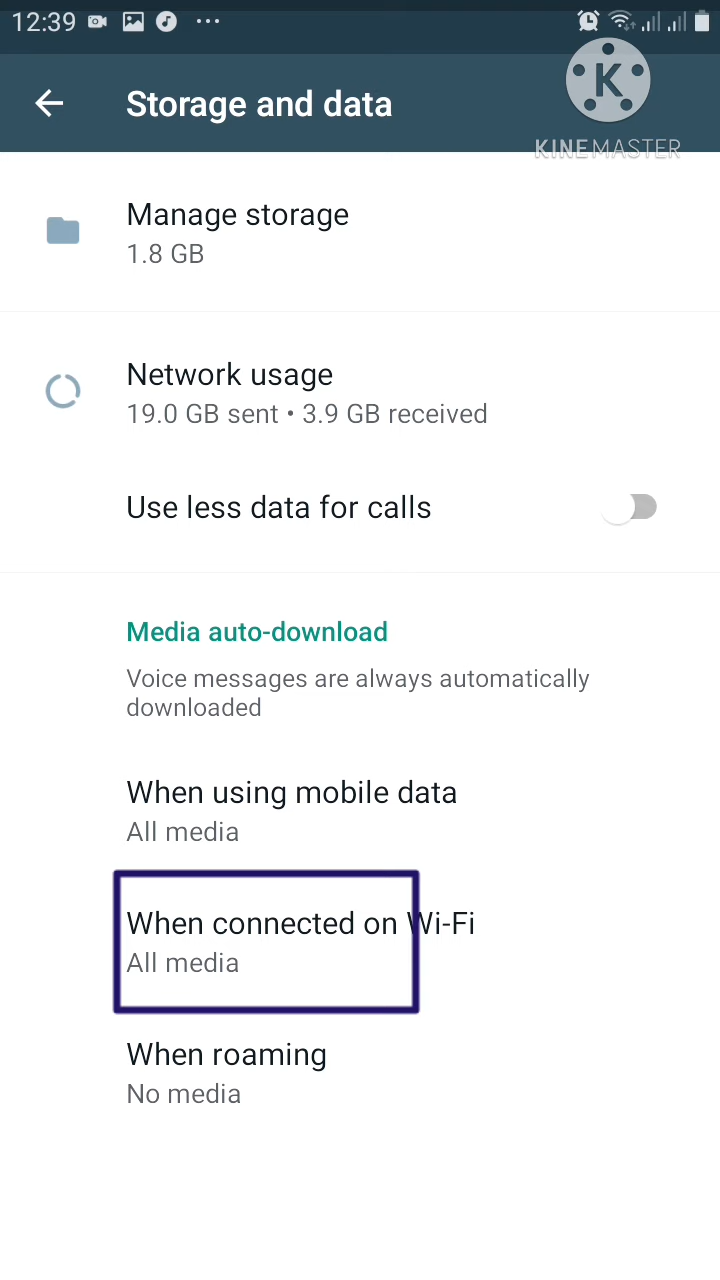 12:39
Storage and data
K
KINEMASTER
Manage storage
1.8 GB
Network usage
19.0 GB sent • 3.9 GB received
Use less data for calls
Media auto-download
Voice messages are always automatically
downloaded
When using mobile data
All media
When connected on Wi-Fi
All media
When roaming
No media